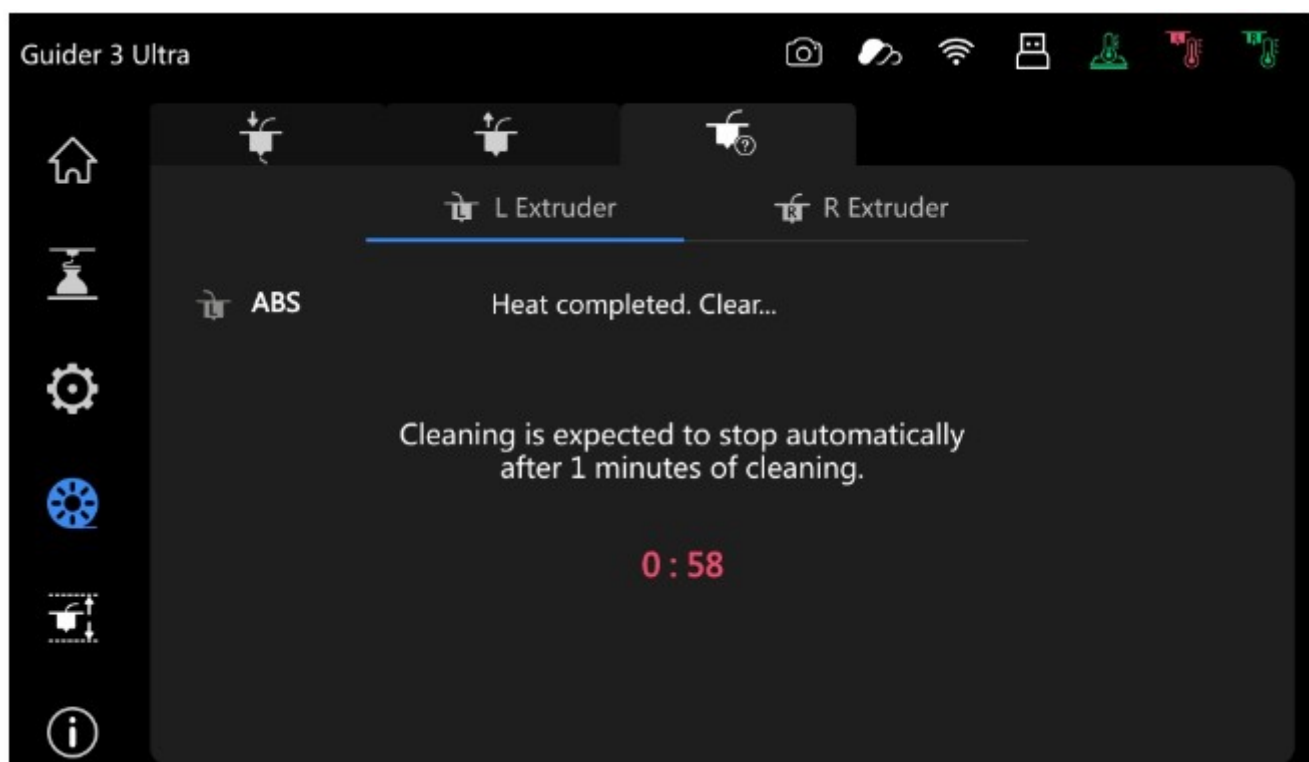 Guider 3 Ultra
L Extruder
R Extruder
L ABS
Heat completed. Clear...
Cleaning is expected to stop automatically
after 1 minutes of cleaning.
0 : 58